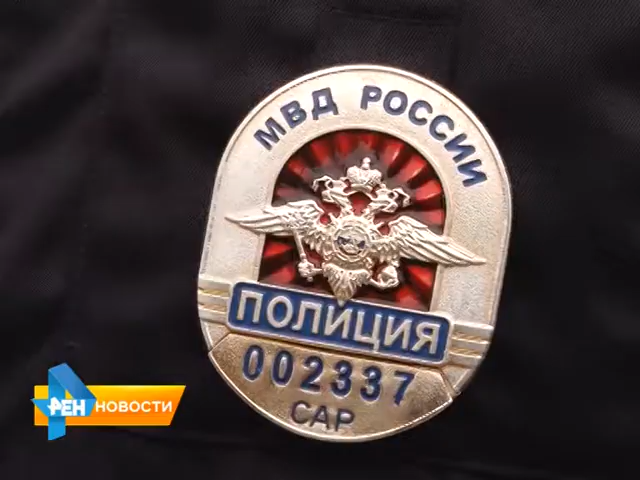 МВД РОССИИ
ПОЛИЦИЯ
002337
САР
РЕН НОВОСТИ